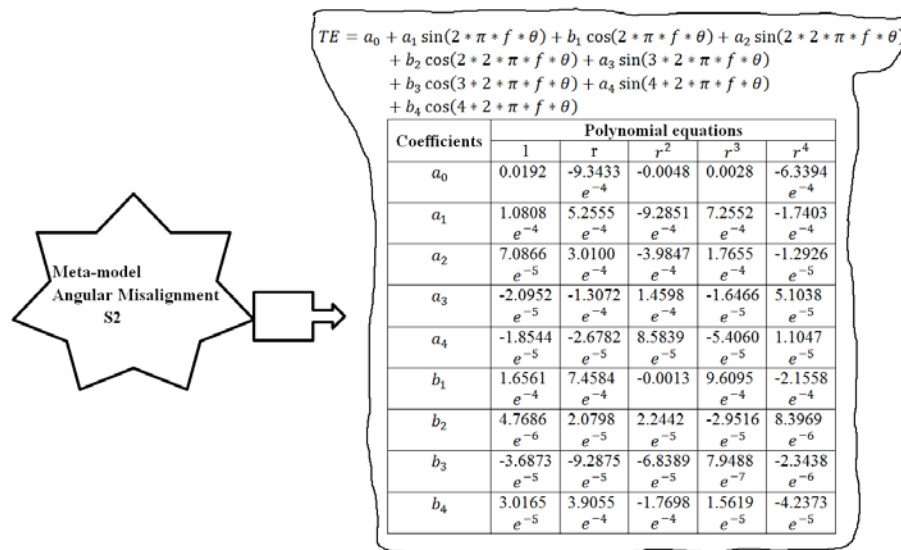 TE = a₀ + a₁ sin(2 * π * f * θ) + b₁ cos(2 * π * f * θ) + a₂ sin(2 * 2 * π * f * θ)
+ b₂ cos(2 * 2 * π * f * θ) + a₃ sin(3 * 2 * π * f * θ)
+ b₃ cos(3 * 2 * π * f * θ) + a₄ sin(4 * 2 * π * f * θ)
+ b₄ cos(4 * 2 * π * f * θ)
Coefficients Polynomial equations
1 r r² r³ r⁴
a₀ 0.0192 -9.3433 -0.0048 0.0028 -6.3394
e⁻⁴ e⁻⁴
a₁ 1.0808 5.2555 -9.2851 7.2552 -1.7403
e⁻⁴ e⁻⁴ e⁻⁴ e⁻⁴ e⁻⁴
a₂ 7.0866 3.0100 -3.9847 1.7655 -1.2926
e⁻⁵ e⁻⁴ e⁻⁴ e⁻⁴ e⁻⁵
a₃ -2.0952 -1.3072 1.4598 -1.6466 5.1038
e⁻⁵ e⁻⁴ e⁻⁴ e⁻⁵ e⁻⁵
a₄ -1.8544 -2.6782 8.5839 -5.4060 1.1047
e⁻⁵ e⁻⁵ e⁻⁵ e⁻⁵ e⁻⁵
b₁ 1.6561 7.4584 -0.0013 9.6095 -2.1558
e⁻⁴ e⁻⁴ e⁻⁴ e⁻⁴
b₂ 4.7686 2.0798 2.2442 -2.9516 8.3969
e⁻⁶ e⁻⁵ e⁻⁵ e⁻⁵ e⁻⁶
b₃ -3.6873 -9.2875 -6.8389 7.9488 -2.3438
e⁻⁵ e⁻⁵ e⁻⁵ e⁻⁷ e⁻⁶
b₄ 3.0165 3.9055 -1.7698 1.5619 -4.2373
e⁻⁵ e⁻⁴ e⁻⁴ e⁻⁵ e⁻⁵
Meta-model
Angular Misalignment
S2